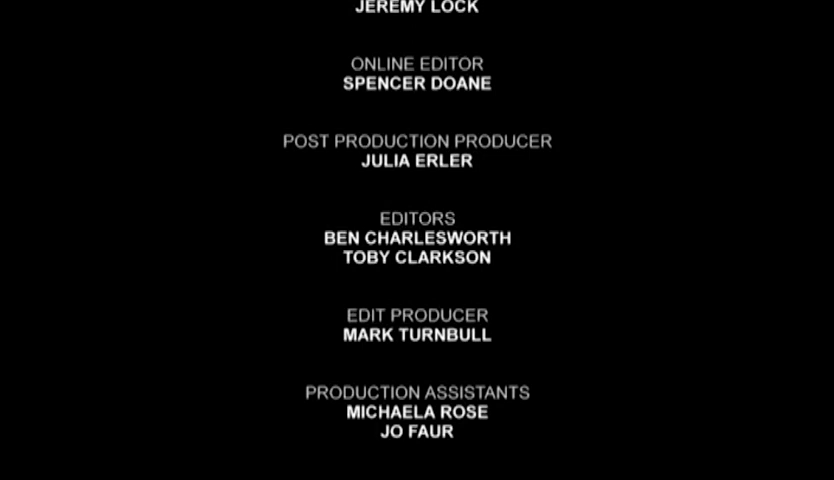 JEREMY LOCK
ONLINE EDITOR
SPENCER DOANE
POST PRODUCTION PRODUCER
JULIA ERLER
EDITORS
BEN CHARLESWORTH
TOBY CLARKSON
EDIT PRODUCER
MARK TURNBULL
PRODUCTION ASSISTANTS
MICHAELA ROSE
JO FAUR